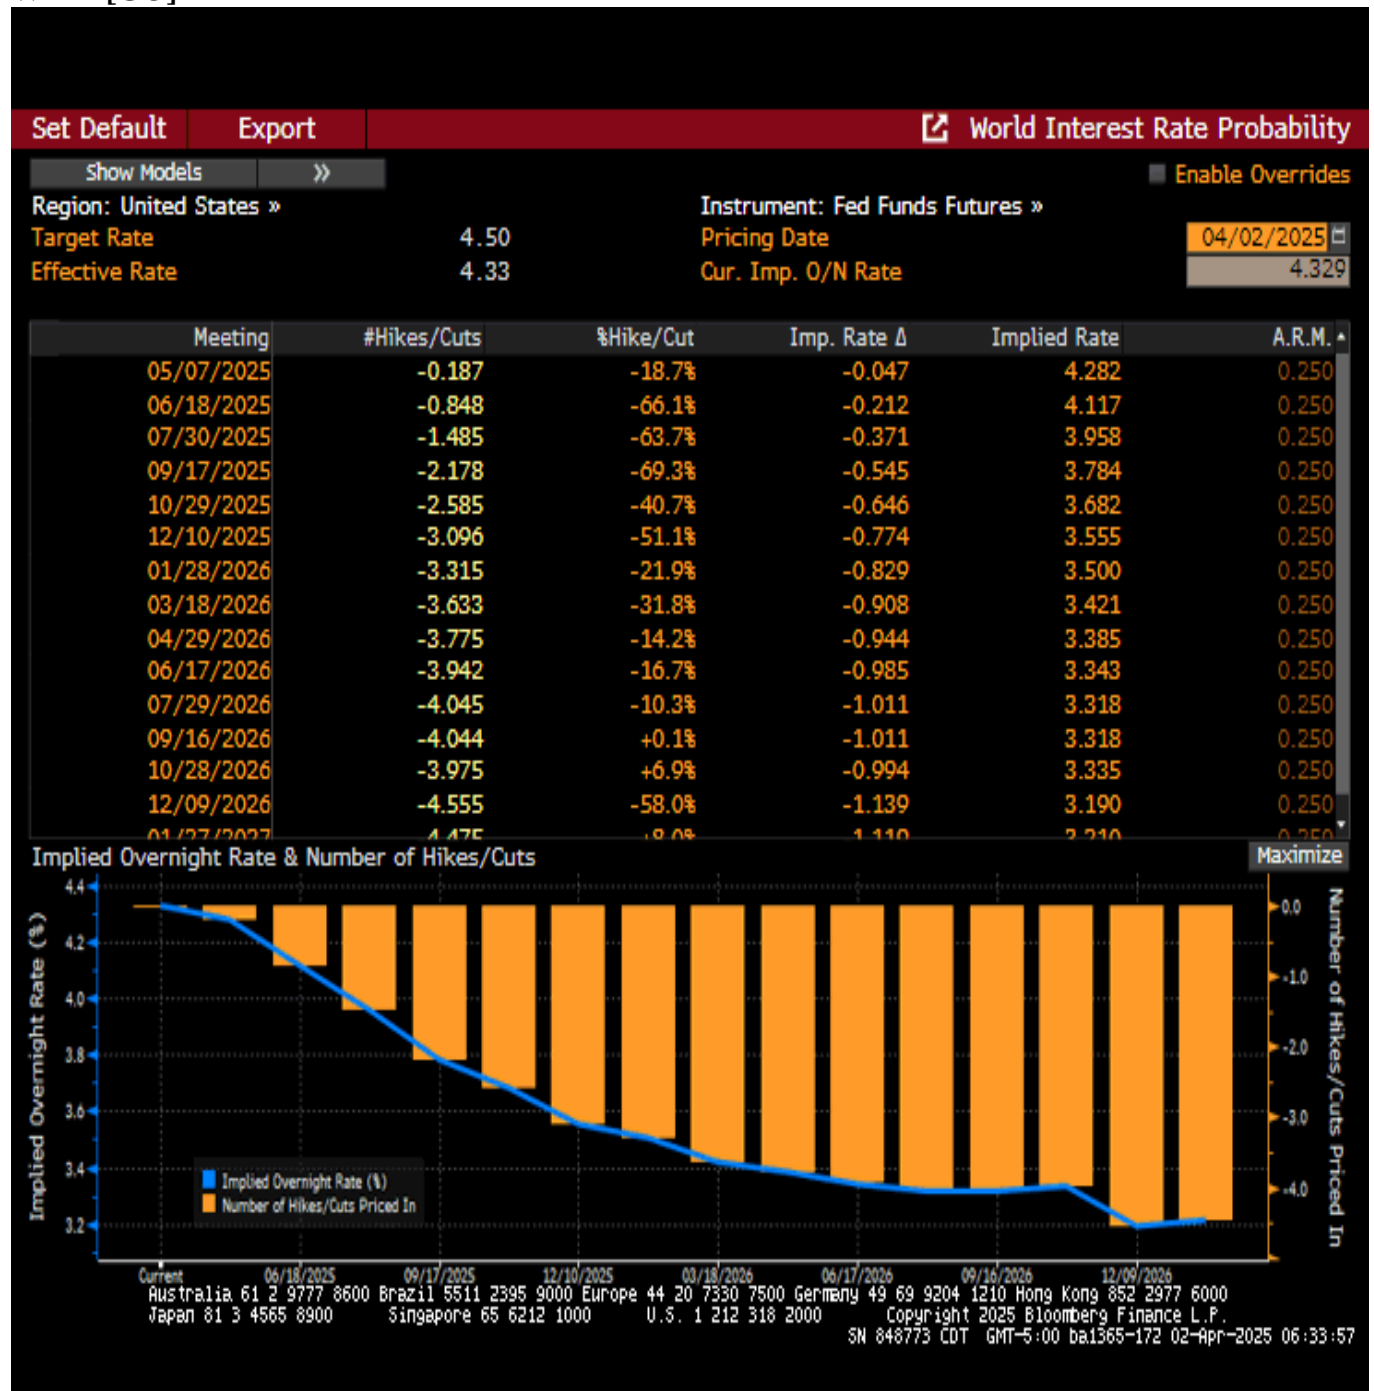 Set Default Export World Interest Rate Probability
Show Models » Enable Overrides
Region: United States » Instrument: Fed Funds Futures »
Target Rate 4.50 Pricing Date 04/02/2025
Effective Rate 4.33 Cur. Imp. O/N Rate 4.329
Meeting #Hikes/Cuts %Hike/Cut Imp. Rate Δ Implied Rate A.R.M.
05/07/2025 -0.187 -18.7% -0.047 4.282 0.250
06/18/2025 -0.848 -66.1% -0.212 4.117 0.250
07/30/2025 -1.485 -63.7% -0.371 3.958 0.250
09/17/2025 -2.178 -69.3% -0.545 3.784 0.250
10/29/2025 -2.585 -40.7% -0.646 3.682 0.250
12/10/2025 -3.096 -51.1% -0.774 3.555 0.250
01/28/2026 -3.315 -21.9% -0.829 3.500 0.250
03/18/2026 -3.633 -31.8% -0.908 3.421 0.250
04/29/2026 -3.775 -14.2% -0.944 3.385 0.250
06/17/2026 -3.942 -16.7% -0.985 3.343 0.250
07/29/2026 -4.045 -10.3% -1.011 3.318 0.250
09/16/2026 -4.044 +0.1% -1.011 3.318 0.250
10/28/2026 -3.975 +6.9% -0.994 3.335 0.250
12/09/2026 -4.555 -58.0% -1.139 3.190 0.250
01/27/2027 -4.475 +8.0% -1.119 3.210 0.250
Implied Overnight Rate & Number of Hikes/Cuts Maximize
4.4
4.2
4.0
3.8
3.6
3.4
3.2
Implied Overnight Rate (%)
0.0
-1.0
-2.0
-3.0
-4.0
Number of Hikes/Cuts Priced In
Implied Overnight Rate (%)
Number of Hikes/Cuts Priced In
Current 06/18/2025 09/17/2025 12/10/2025 03/18/2026 06/17/2026 09/16/2026 12/09/2026
Australia 61 2 9777 8600 Brazil 5511 2395 9000 Europe 44 20 7330 7500 Germany 49 69 9204 1210 Hong Kong 852 2977 6000
Japan 81 3 4565 8900 Singapore 65 6212 1000 U.S. 1 212 318 2000 Copyright 2025 Bloomberg Finance L.P.
SN 848773 CDT GMT-5:00 ba1365-172 02-Apr-2025 06:33:57